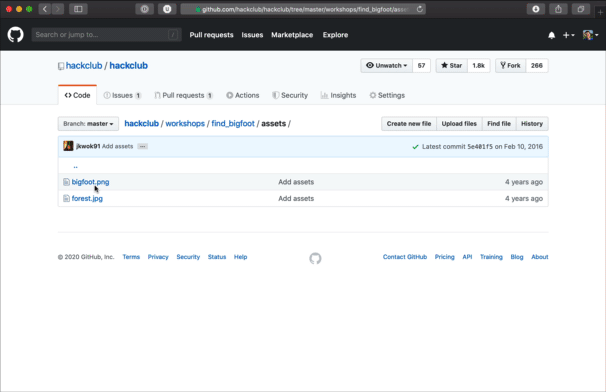 github.com/hackclub/hackclub/tree/master/workshops/find_bigfoot/asse
Search or jump to... /
Pull requests Issues Marketplace Explore
hackclub / hackclub
Unwatch 57 Star 1.8k Fork 266
Code Issues 1 Pull requests 1 Actions Security Insights Settings
Branch: master hackclub / workshops / find_bigfoot / assets /
Create new file Upload files Find file History
jkwok91 Add assets ... Latest commit 5e401f5 on Feb 10, 2016
..
bigfoot.png Add assets 4 years ago
forest.jpg Add assets 4 years ago
© 2020 GitHub, Inc. Terms Privacy Security Status Help
Contact GitHub Pricing API Training Blog About